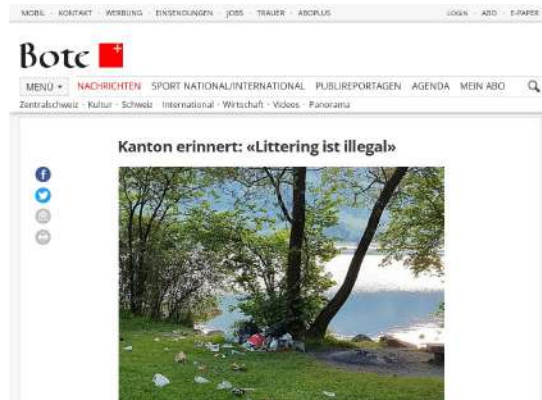 MOBIL - KONTAKT - WERBUNG - EINSENDUNGEN - JOBS - TRAUER - ABOPLUS
LOGIN - ABO - E-PAPER
Bote
MENÜ NACHRICHTEN SPORT NATIONAL/INTERNATIONAL PUBLIREPORTAGEN AGENDA MEIN ABO
Zentralschweiz - Kultur - Schweiz International - Wirtschaft - Videos - Panorama
Kanton erinnert: «Littering ist illegal»